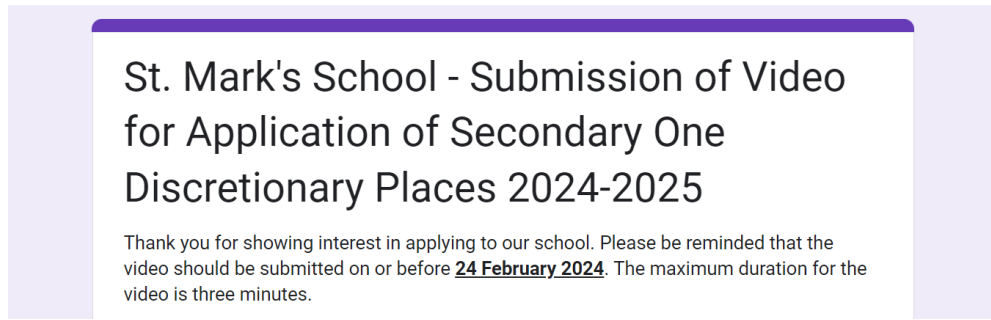 St. Mark's School - Submission of Video
for Application of Secondary One
Discretionary Places 2024-2025
Thank you for showing interest in applying to our school. Please be reminded that the
video should be submitted on or before 24 February 2024. The maximum duration for the
video is three minutes.